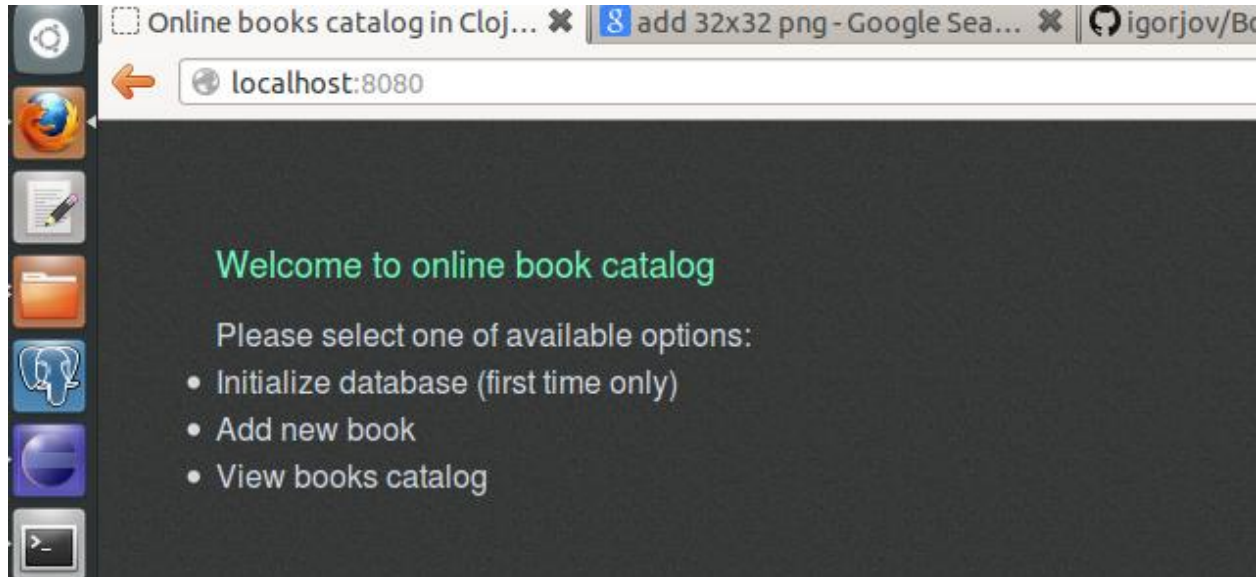 Online books catalog in Cloj... add 32x32 png - Google Sea... igorjov/Bo
localhost:8080
Welcome to online book catalog
Please select one of available options:
Initialize database (first time only)
Add new book
View books catalog